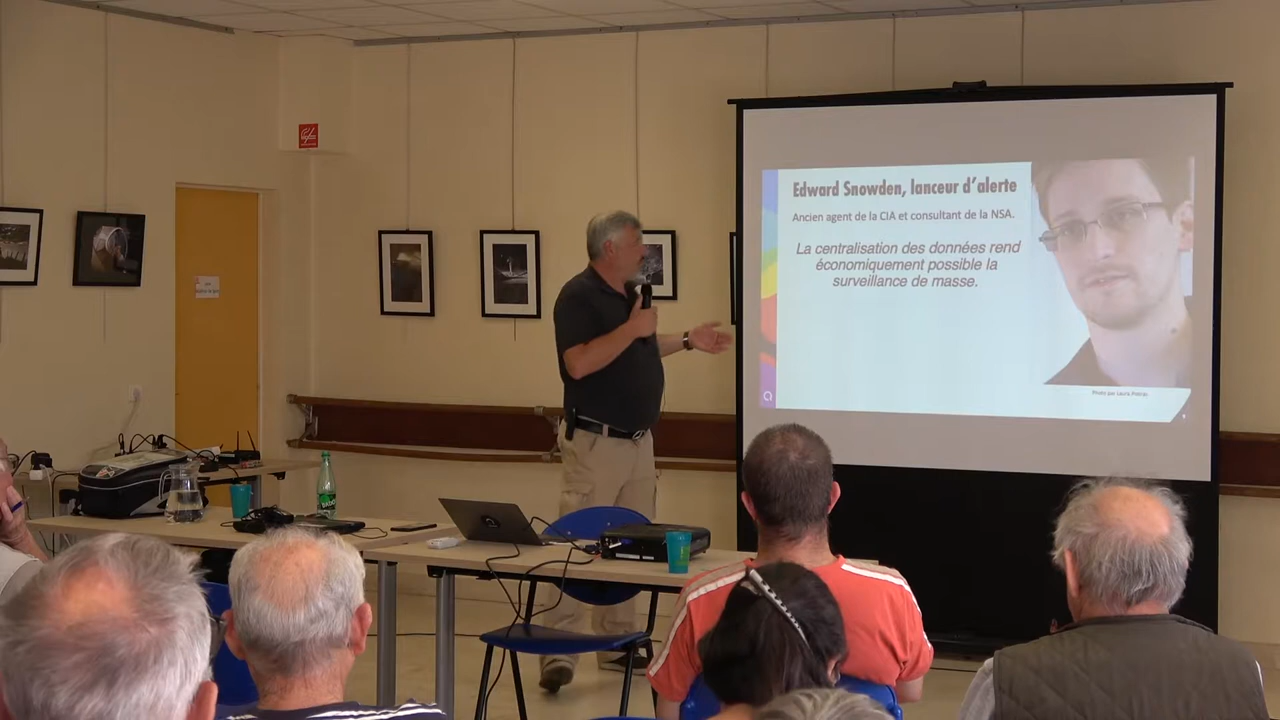 Edward Snowden, lanceur d'alerte
Ancien agent de la CIA et consultant de la NSA.
La centralisation des données rend
économiquement possible la
surveillance de masse.
Photo par Laura Poitras